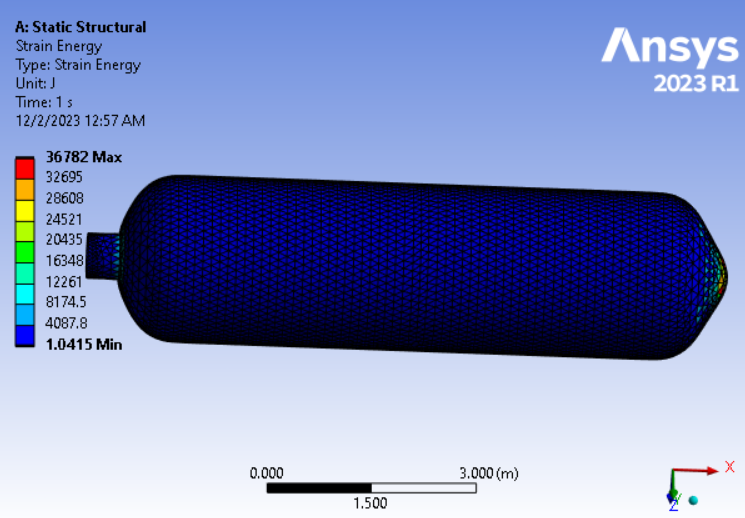 A: Static Structural
Strain Energy
Type: Strain Energy
Unit: J
Time: 1 s
12/2/2023 12:57 AM
Ansys
2023 R1
36782 Max
32695
28608
24521
20435
16348
12261
8174.5
4087.8
1.0415 Min
0.000
3.000 (m)
1.500
X
Z